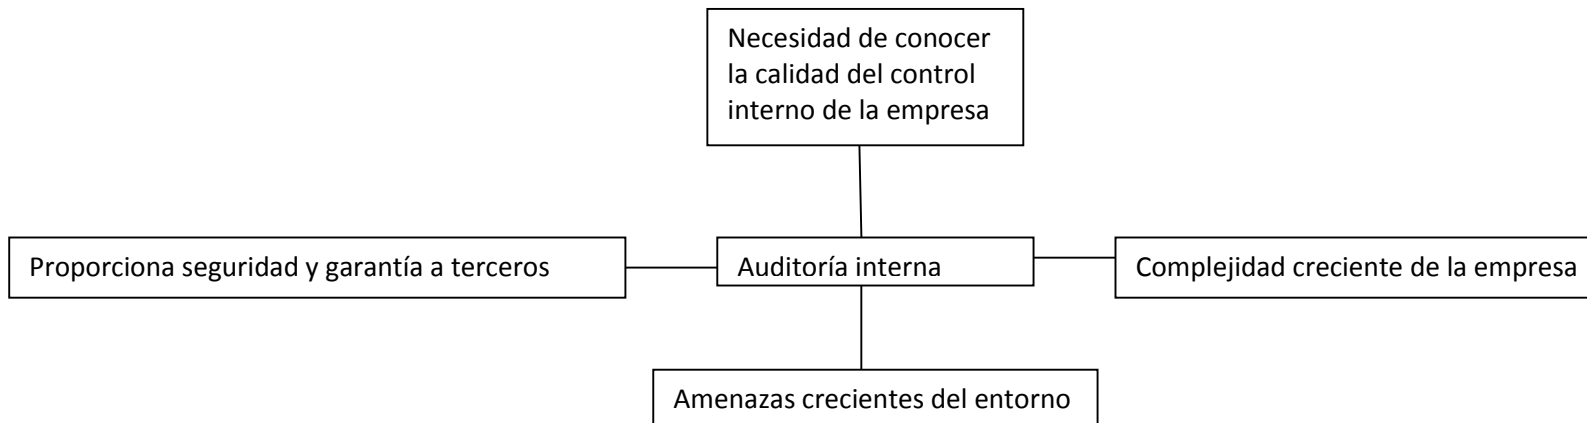 Necesidad de conocer
la calidad del control
interno de la empresa
Proporciona seguridad y garantía a terceros
Auditoría interna
Complejidad creciente de la empresa
Amenazas crecientes del entorno